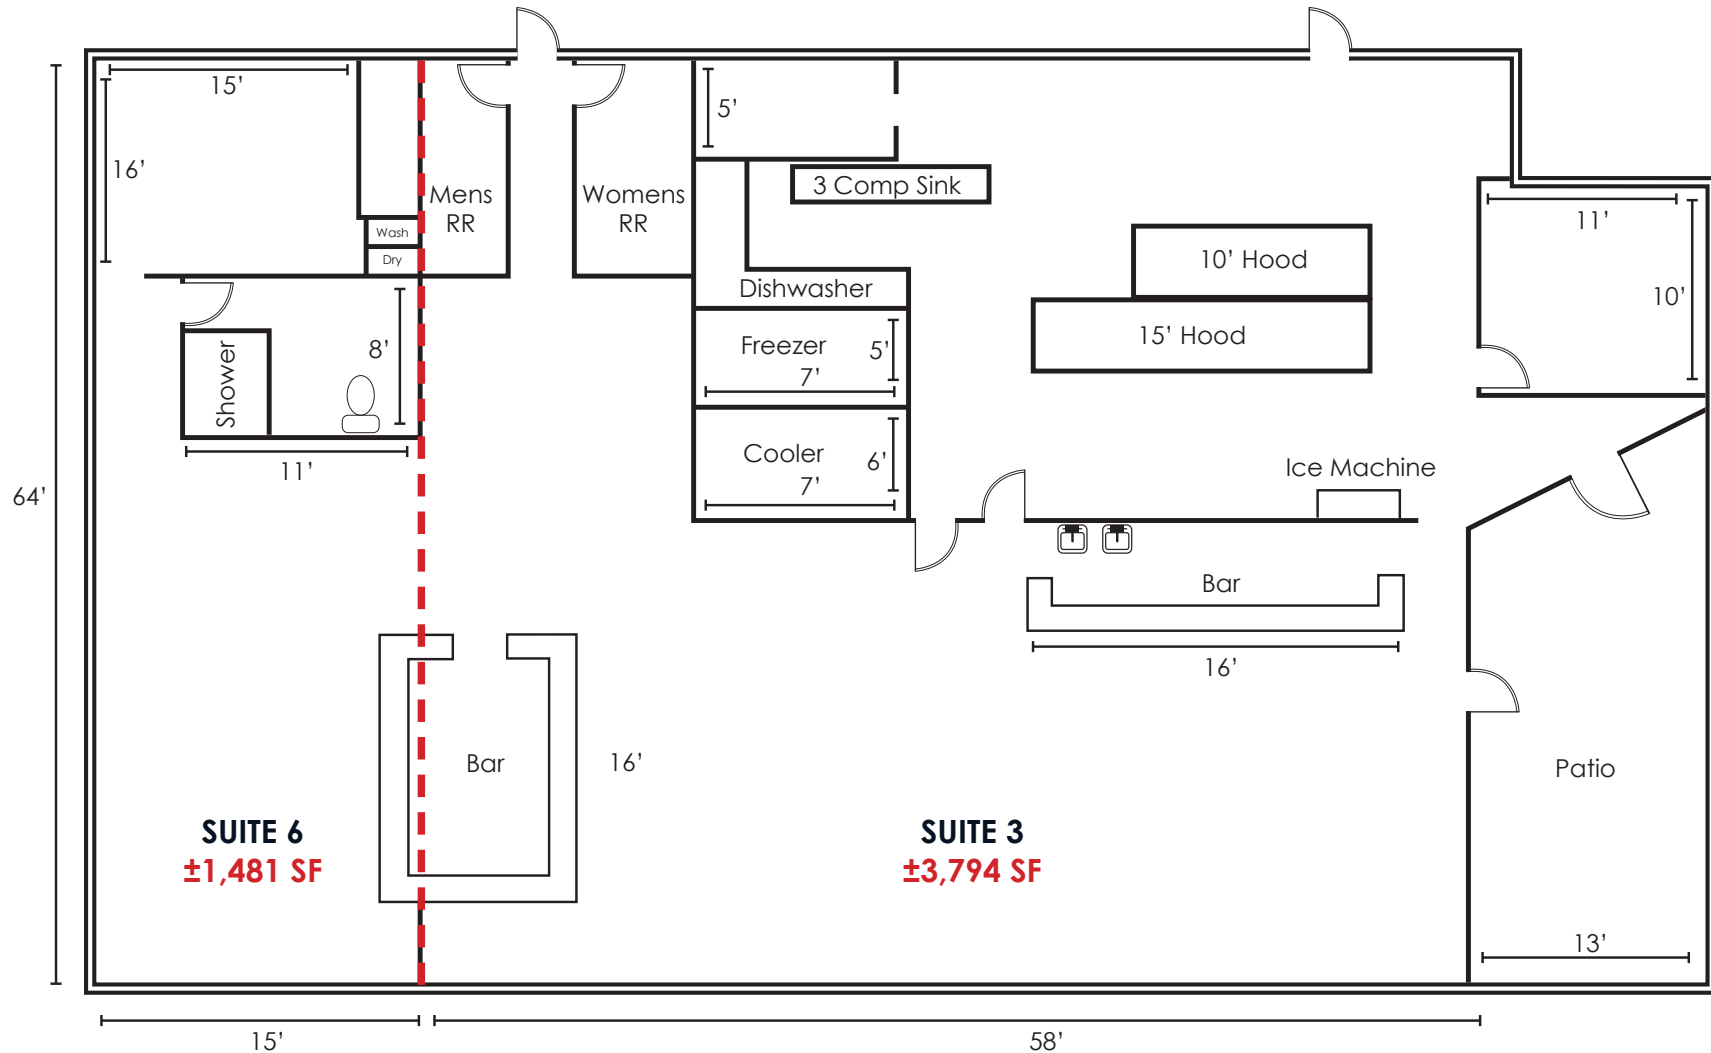 15’
5’
16’
3 Comp Sink
Mens
RR
Womens
RR
11’
Wash
Dry
10’ Hood
Dishwasher
10’
15’ Hood
Shower
8’
Freezer
5’
7’
Cooler
6’
7’
11’
Ice Machine
64’
Bar
16’
Bar
16’
Patio
SUITE 6
±1,481 SF
SUITE 3
±3,794 SF
13’
15’
58’